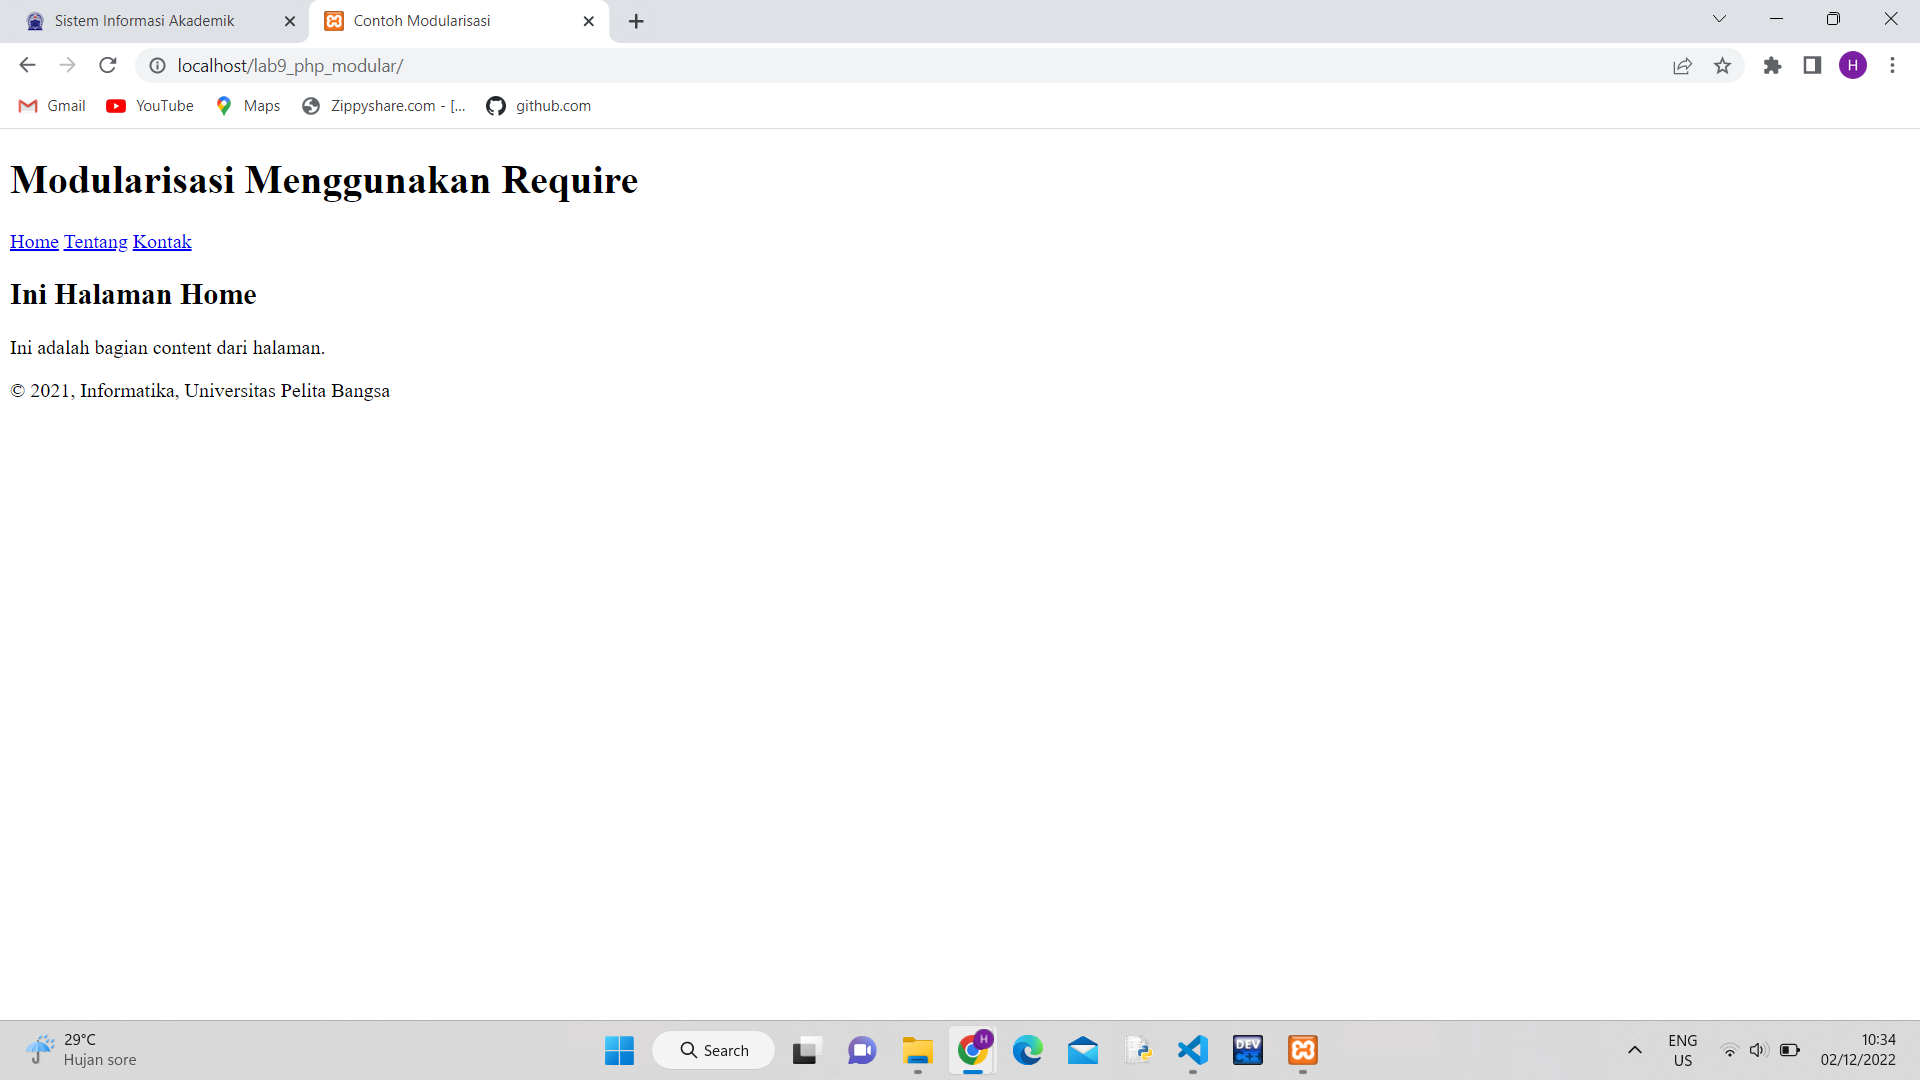 Sistem Informasi Akademik
Contoh Modularisasi
localhost/lab9_php_modular/
H
Gmail
YouTube
Maps
Zippyshare.com - [...
github.com
Modularisasi Menggunakan Require
Home Tentang Kontak
Ini Halaman Home
Ini adalah bagian content dari halaman.
© 2021, Informatika, Universitas Pelita Bangsa
29°C
Hujan sore
Search
H
DEV
C++
ENG
US
10:34
02/12/2022